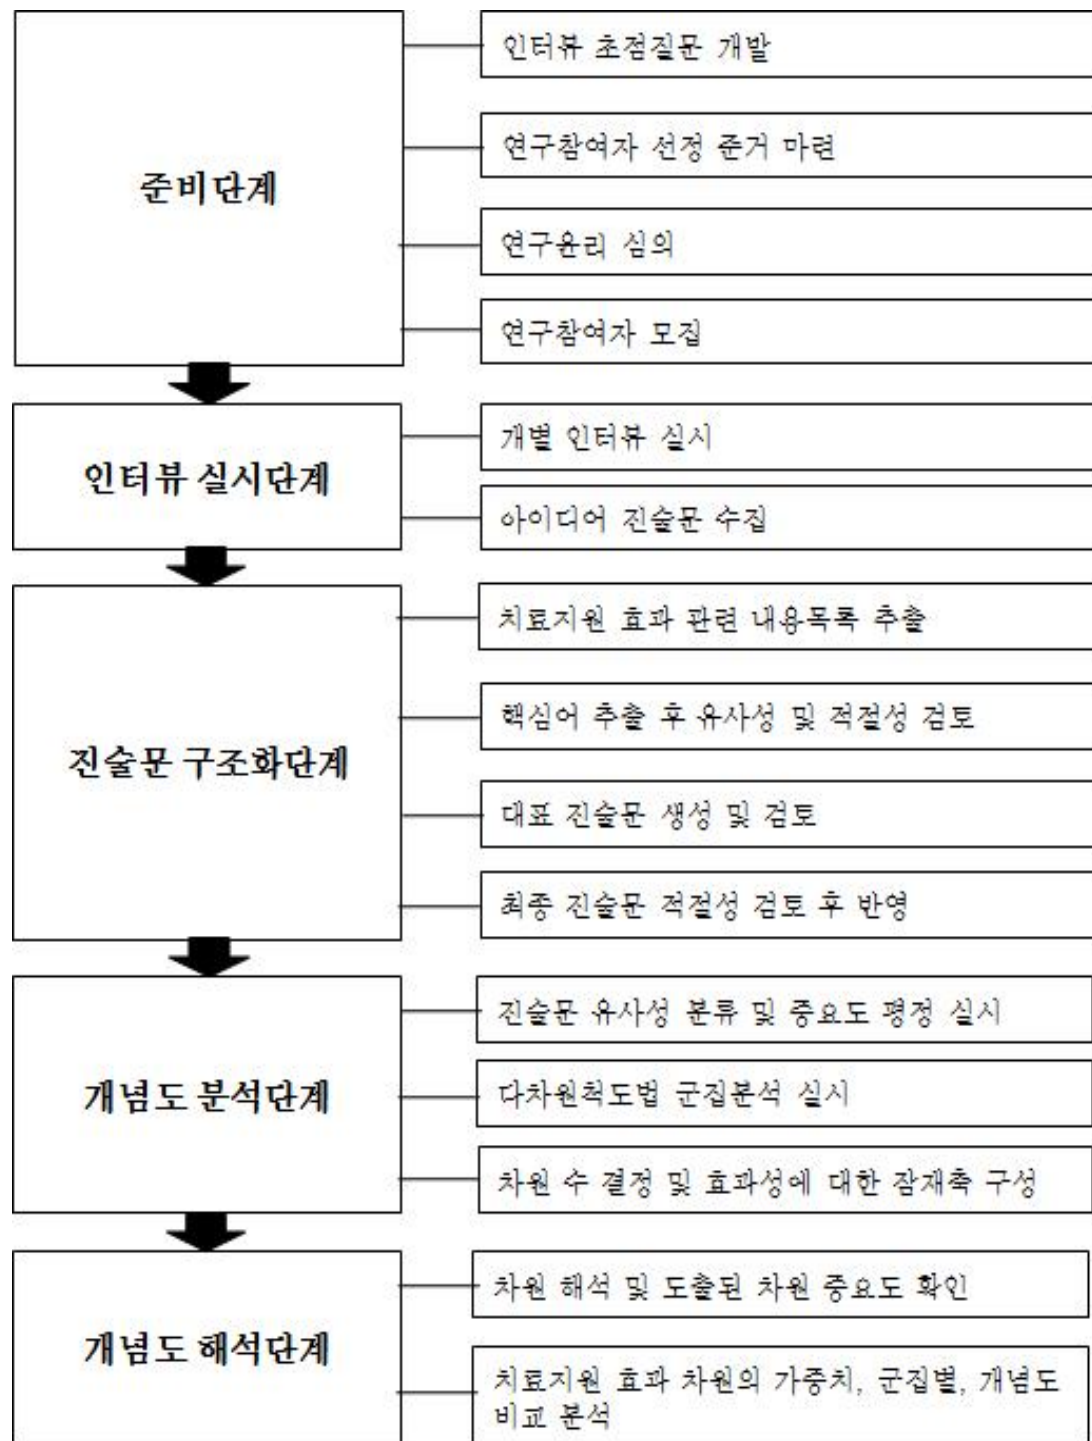 준비단계
인터뷰 초점질문 개발
연구참여자 선정 준거 마련
연구윤리 심의
연구참여자 모집
인터뷰 실시단계
개별 인터뷰 실시
아이디어 진술문 수집
진술문 구조화단계
치료지원 효과 관련 내용목록 추출
핵심어 추출 후 유사성 및 적절성 검토
대표 진술문 생성 및 검토
최종 진술문 적절성 검토 후 반영
개념도 분석단계
진술문 유사성 분류 및 중요도 평정 실시
다차원척도법 군집분석 실시
차원 수 결정 및 효과성에 대한 잠재축 구성
개념도 해석단계
차원 해석 및 도출된 차원 중요도 확인
치료지원 효과 차원의 가중치, 군집별, 개념도
비교 분석